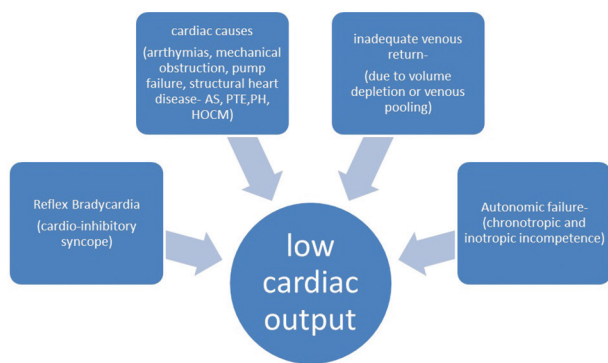 cardiac causes
(arrthymias, mechanical
obstruction, pump
failure, structural heart
disease- AS, PTE,PH,
HOCM)
inadequate venous
return-
(due to volume
depletion or venous
pooling)
Reflex Bradycardia
(cardio-inhibitory
syncope)
Autonomic failure-
(chronotropic and
inotropic incompetence)
low
cardiac
output